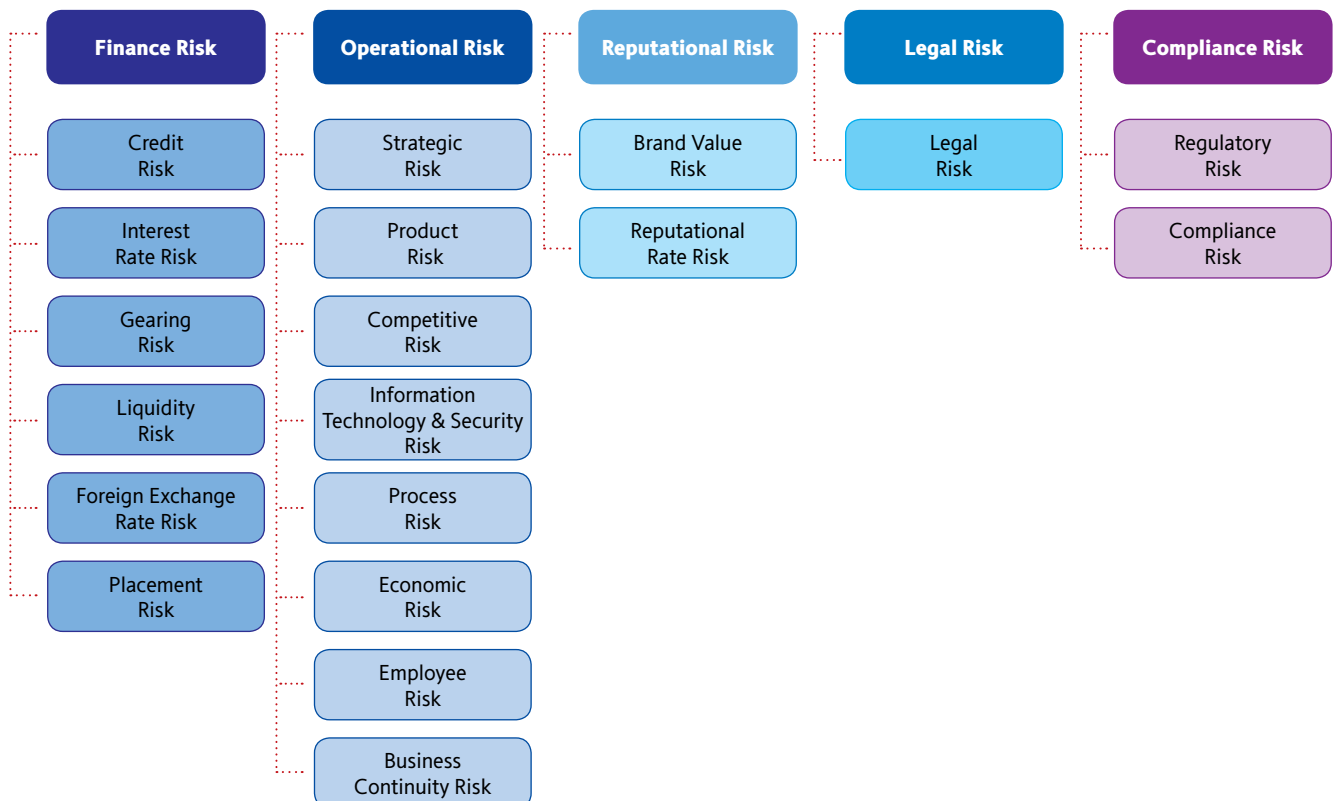 Finance Risk
Credit
Risk
Interest
Rate Risk
Gearing
Risk
Liquidity
Risk
Foreign Exchange
Rate Risk
Placement
Risk
Operational Risk
Strategic
Risk
Product
Risk
Competitive
Risk
Information
Technology & Security
Risk
Process
Risk
Economic
Risk
Employee
Risk
Business
Continuity Risk
Reputational Risk
Brand Value
Risk
Reputational
Rate Risk
Legal Risk
Legal
Risk
Compliance Risk
Regulatory
Risk
Compliance
Risk